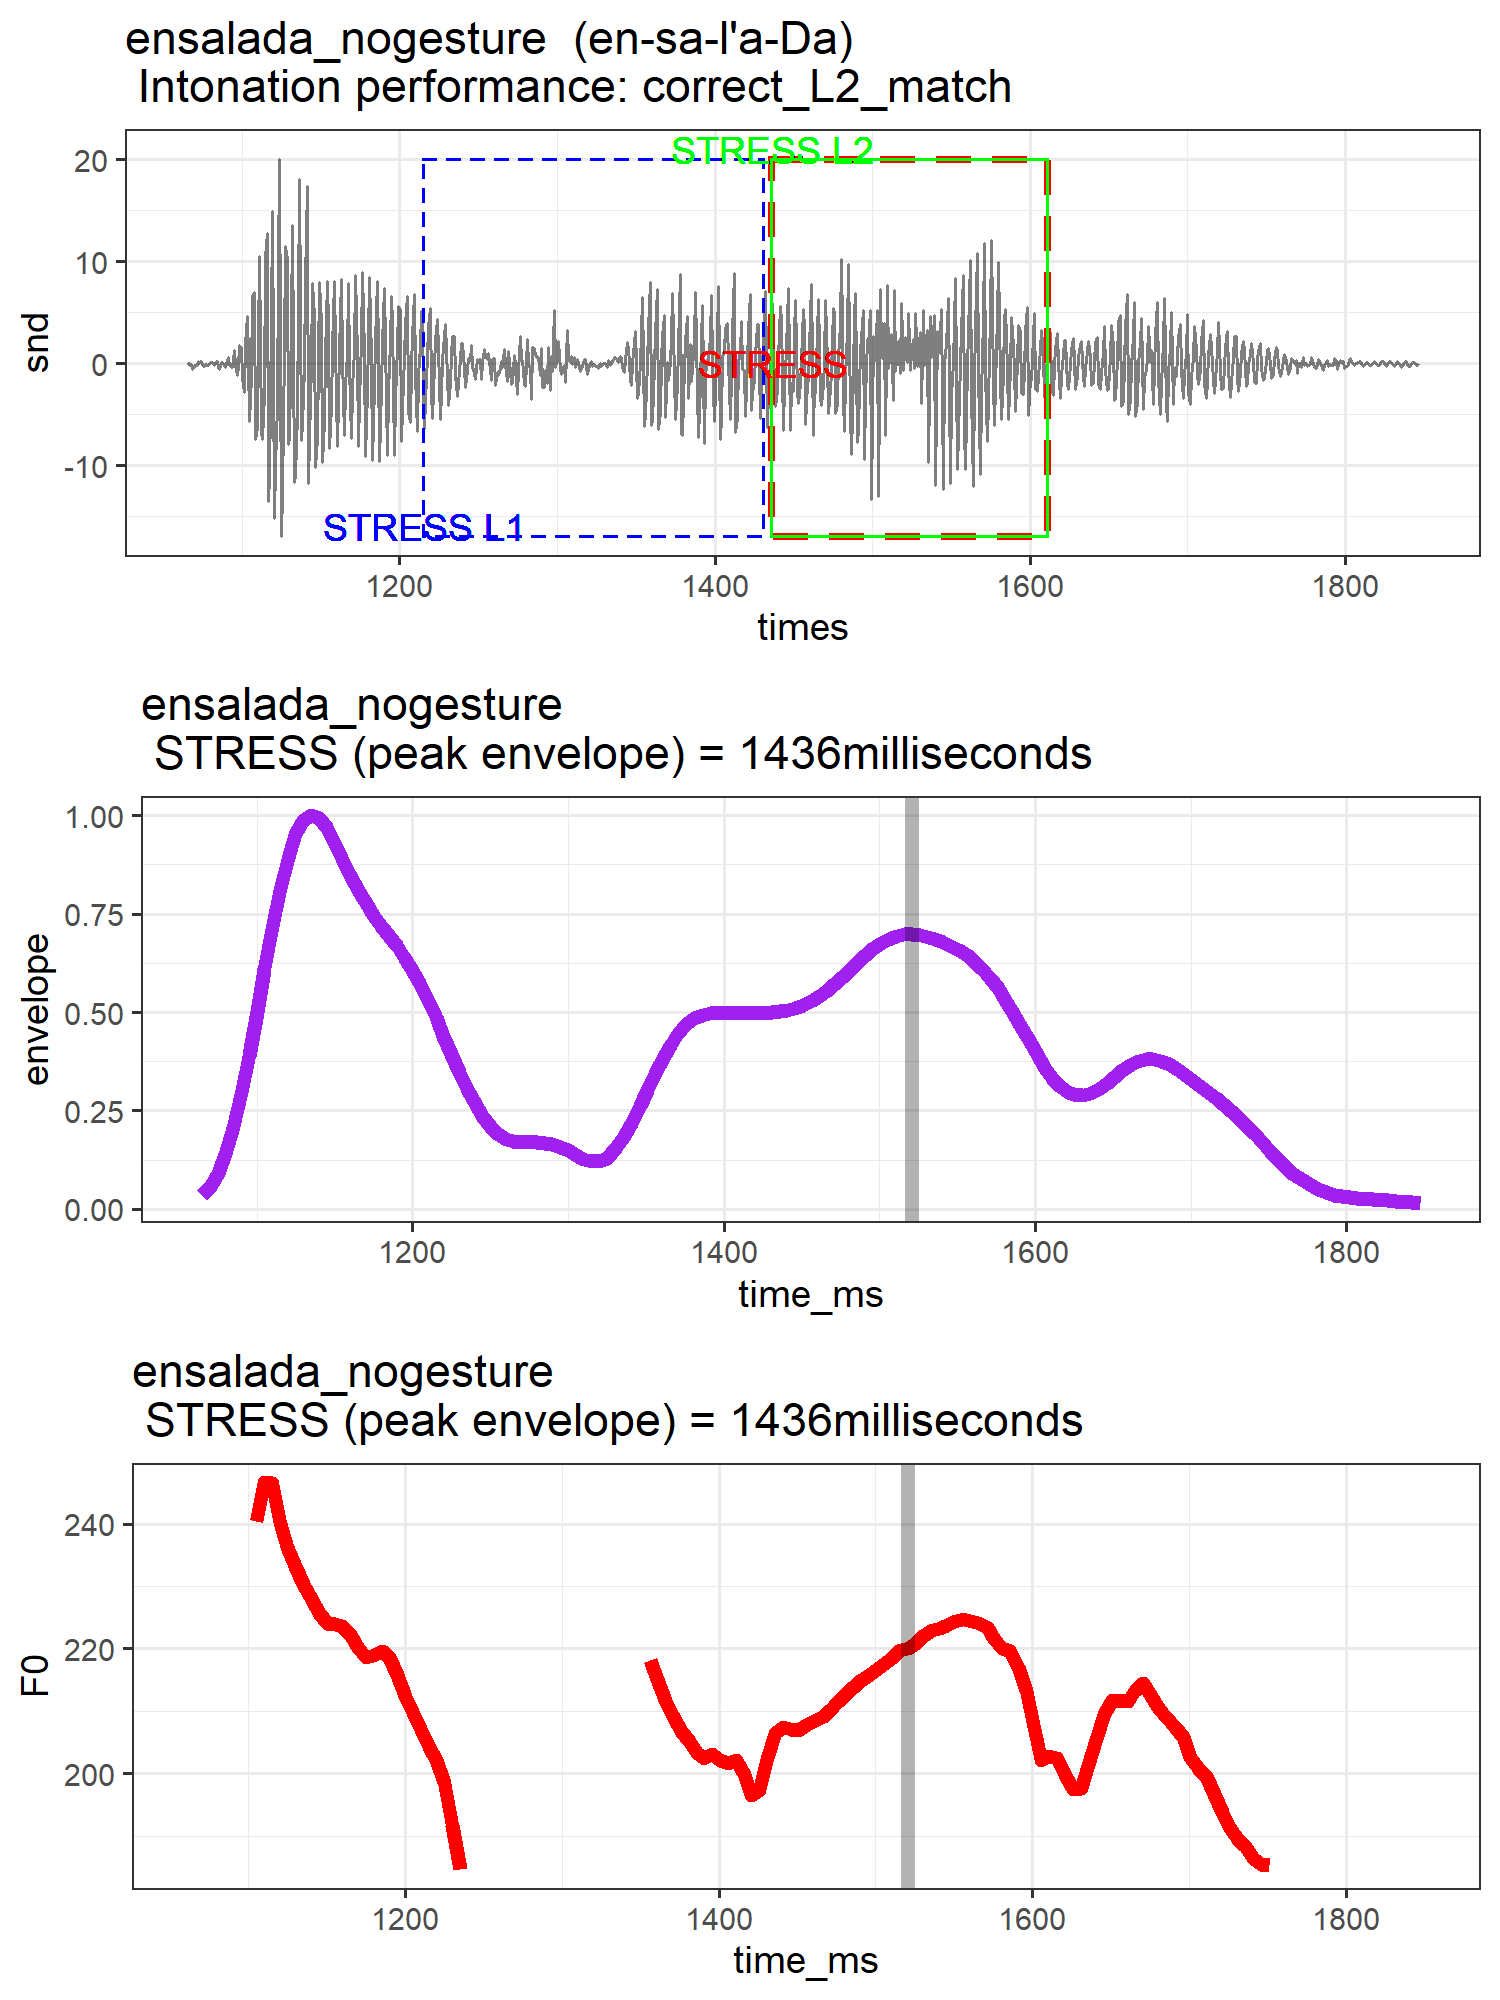 ensalada_nogesture  (en-sa-l'a-Da)
Intonation performance: correct_L2_match
STRESS L2
STRESS
STRESS L1
snd
20
10
0
-10
1200 1400 1600 1800
times
ensalada_nogesture
STRESS (peak envelope) = 1436milliseconds
envelope
1.00
0.75
0.50
0.25
0.00
1200 1400 1600 1800
time_ms
ensalada_nogesture
STRESS (peak envelope) = 1436milliseconds
F0
240
220
200
1200 1400 1600 1800
time_ms